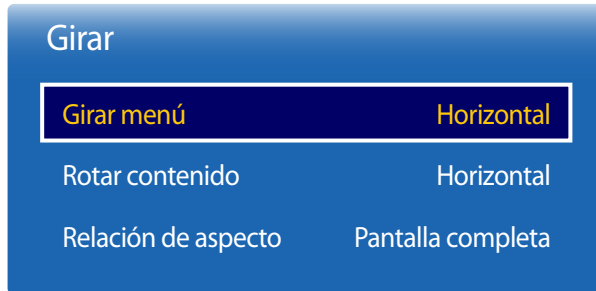 Girar
Girar menú Horizontal
Rotar contenido Horizontal
Relación de aspecto Pantalla completa